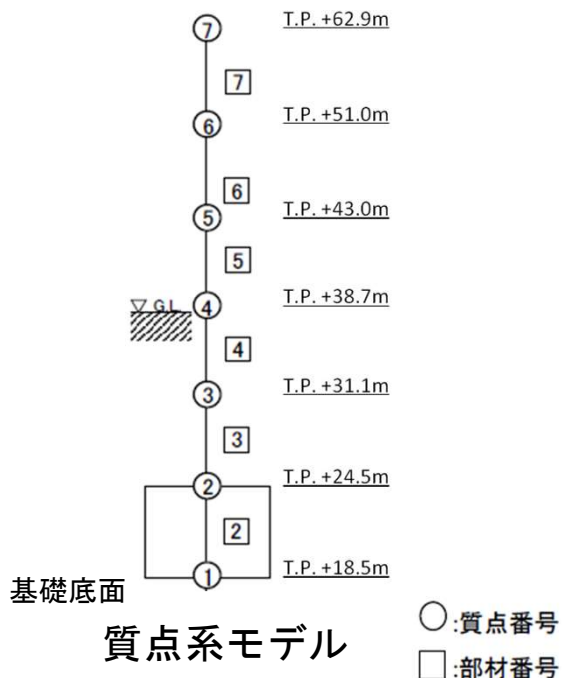 ⑦ T.P. +62.9m
7
⑥ T.P. +51.0m
6
⑤ T.P. +43.0m
5
▽ G.L. ④ T.P. +38.7m
4
③ T.P. +31.1m
3
② T.P. +24.5m
2
① T.P. +18.5m
基礎底面
質点系モデル
○:質点番号
□:部材番号